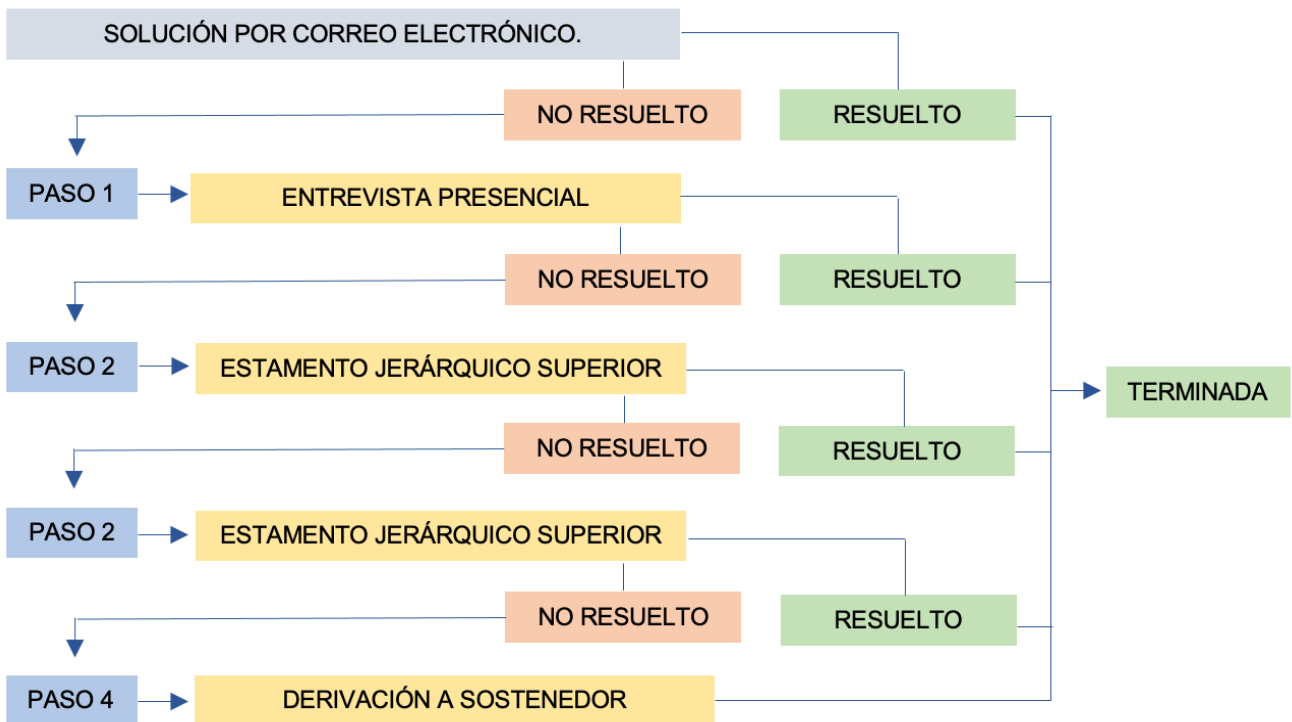 SOLUCIÓN POR CORREO ELECTRÓNICO.
NO RESUELTO
RESUELTO
PASO 1
ENTREVISTA PRESENCIAL
NO RESUELTO
RESUELTO
PASO 2
ESTAMENTO JERÁRQUICO SUPERIOR
TERMINADA
NO RESUELTO
RESUELTO
PASO 2
ESTAMENTO JERÁRQUICO SUPERIOR
NO RESUELTO
RESUELTO
PASO 4
DERIVACIÓN A SOSTENEDOR